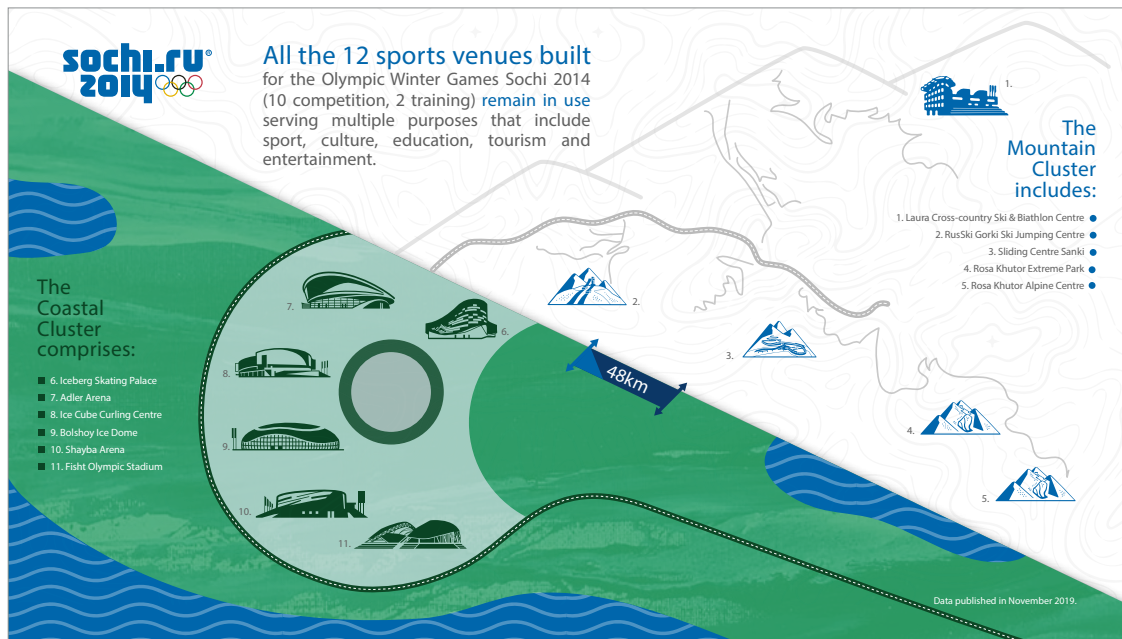 sochi.ru®
2014
All the 12 sports venues built
for the Olympic Winter Games Sochi 2014
(10 competition, 2 training) remain in use
serving multiple purposes that include
sport, culture, education, tourism and
entertainment.
1.
The
Mountain
Cluster
includes:
1. Laura Cross-country Ski & Biathlon Centre
2. RusSki Gorki Ski Jumping Centre
3. Sliding Centre Sanki
4. Rosa Khutor Extreme Park
5. Rosa Khutor Alpine Centre
The
Coastal
Cluster
comprises:
6. Iceberg Skating Palace
7. Adler Arena
8. Ice Cube Curling Centre
9. Bolshoy Ice Dome
10. Shayba Arena
11. Fisht Olympic Stadium
7.
6.
8.
9.
10.
11.
2.
3.
48km
4.
5.
Data published in November 2019.